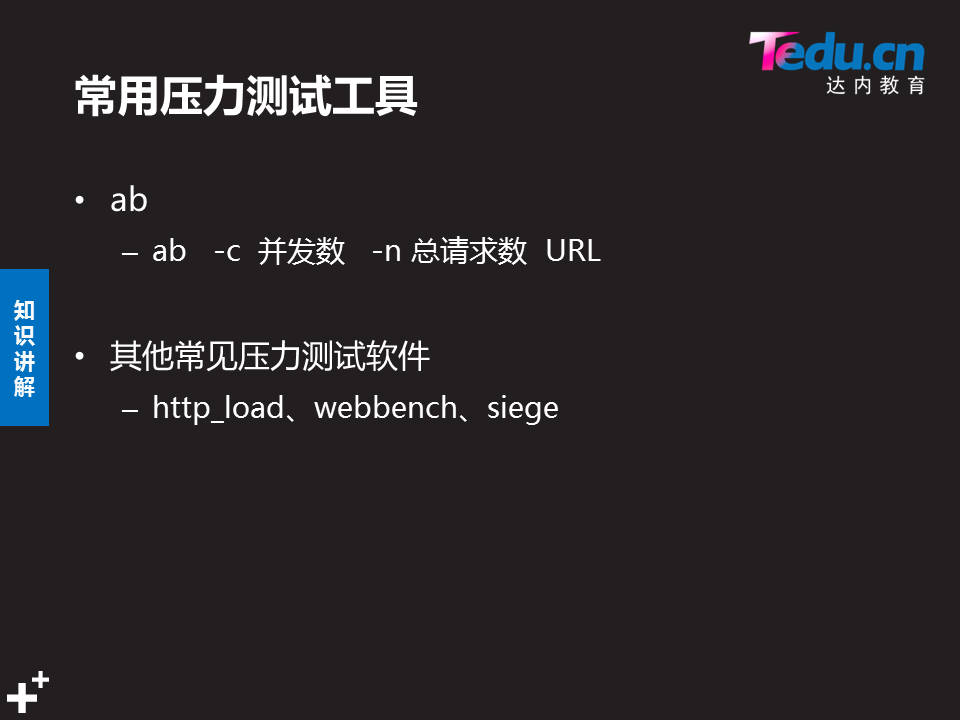 Tedu.cn
达内教育
常用压力测试工具
• ab
– ab -c 并发数 -n 总请求数 URL
知识讲解
• 其他常见压力测试软件
– http_load、webbench、siege